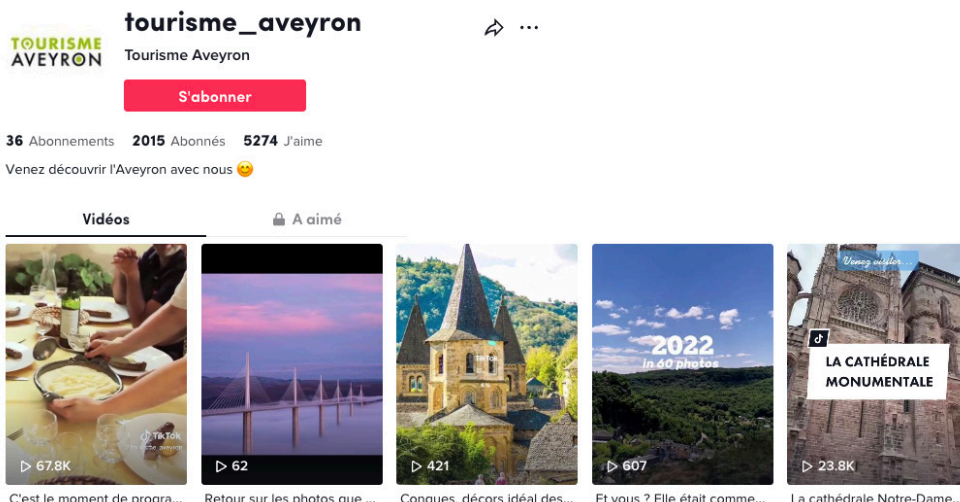 tourisme_aveyron
TOURISME
AVEYRON
Tourisme Aveyron
S'abonner
36 Abonnements 2015 Abonnés 5274 J'aime
Venez découvrir l'Aveyron avec nous 😊
Vidéos
A aimé
TikTok
67.8K
62
TikTok
421
2022
in 60 photos
607
Venez visiter...
LA CATHÉDRALE
MONUMENTALE
23.8K
C'est le moment de progra...
Retour sur les photos que ...
Conques, décors idéal des...
Et vous ? Elle était comme...
La cathédrale Notre-Dame...